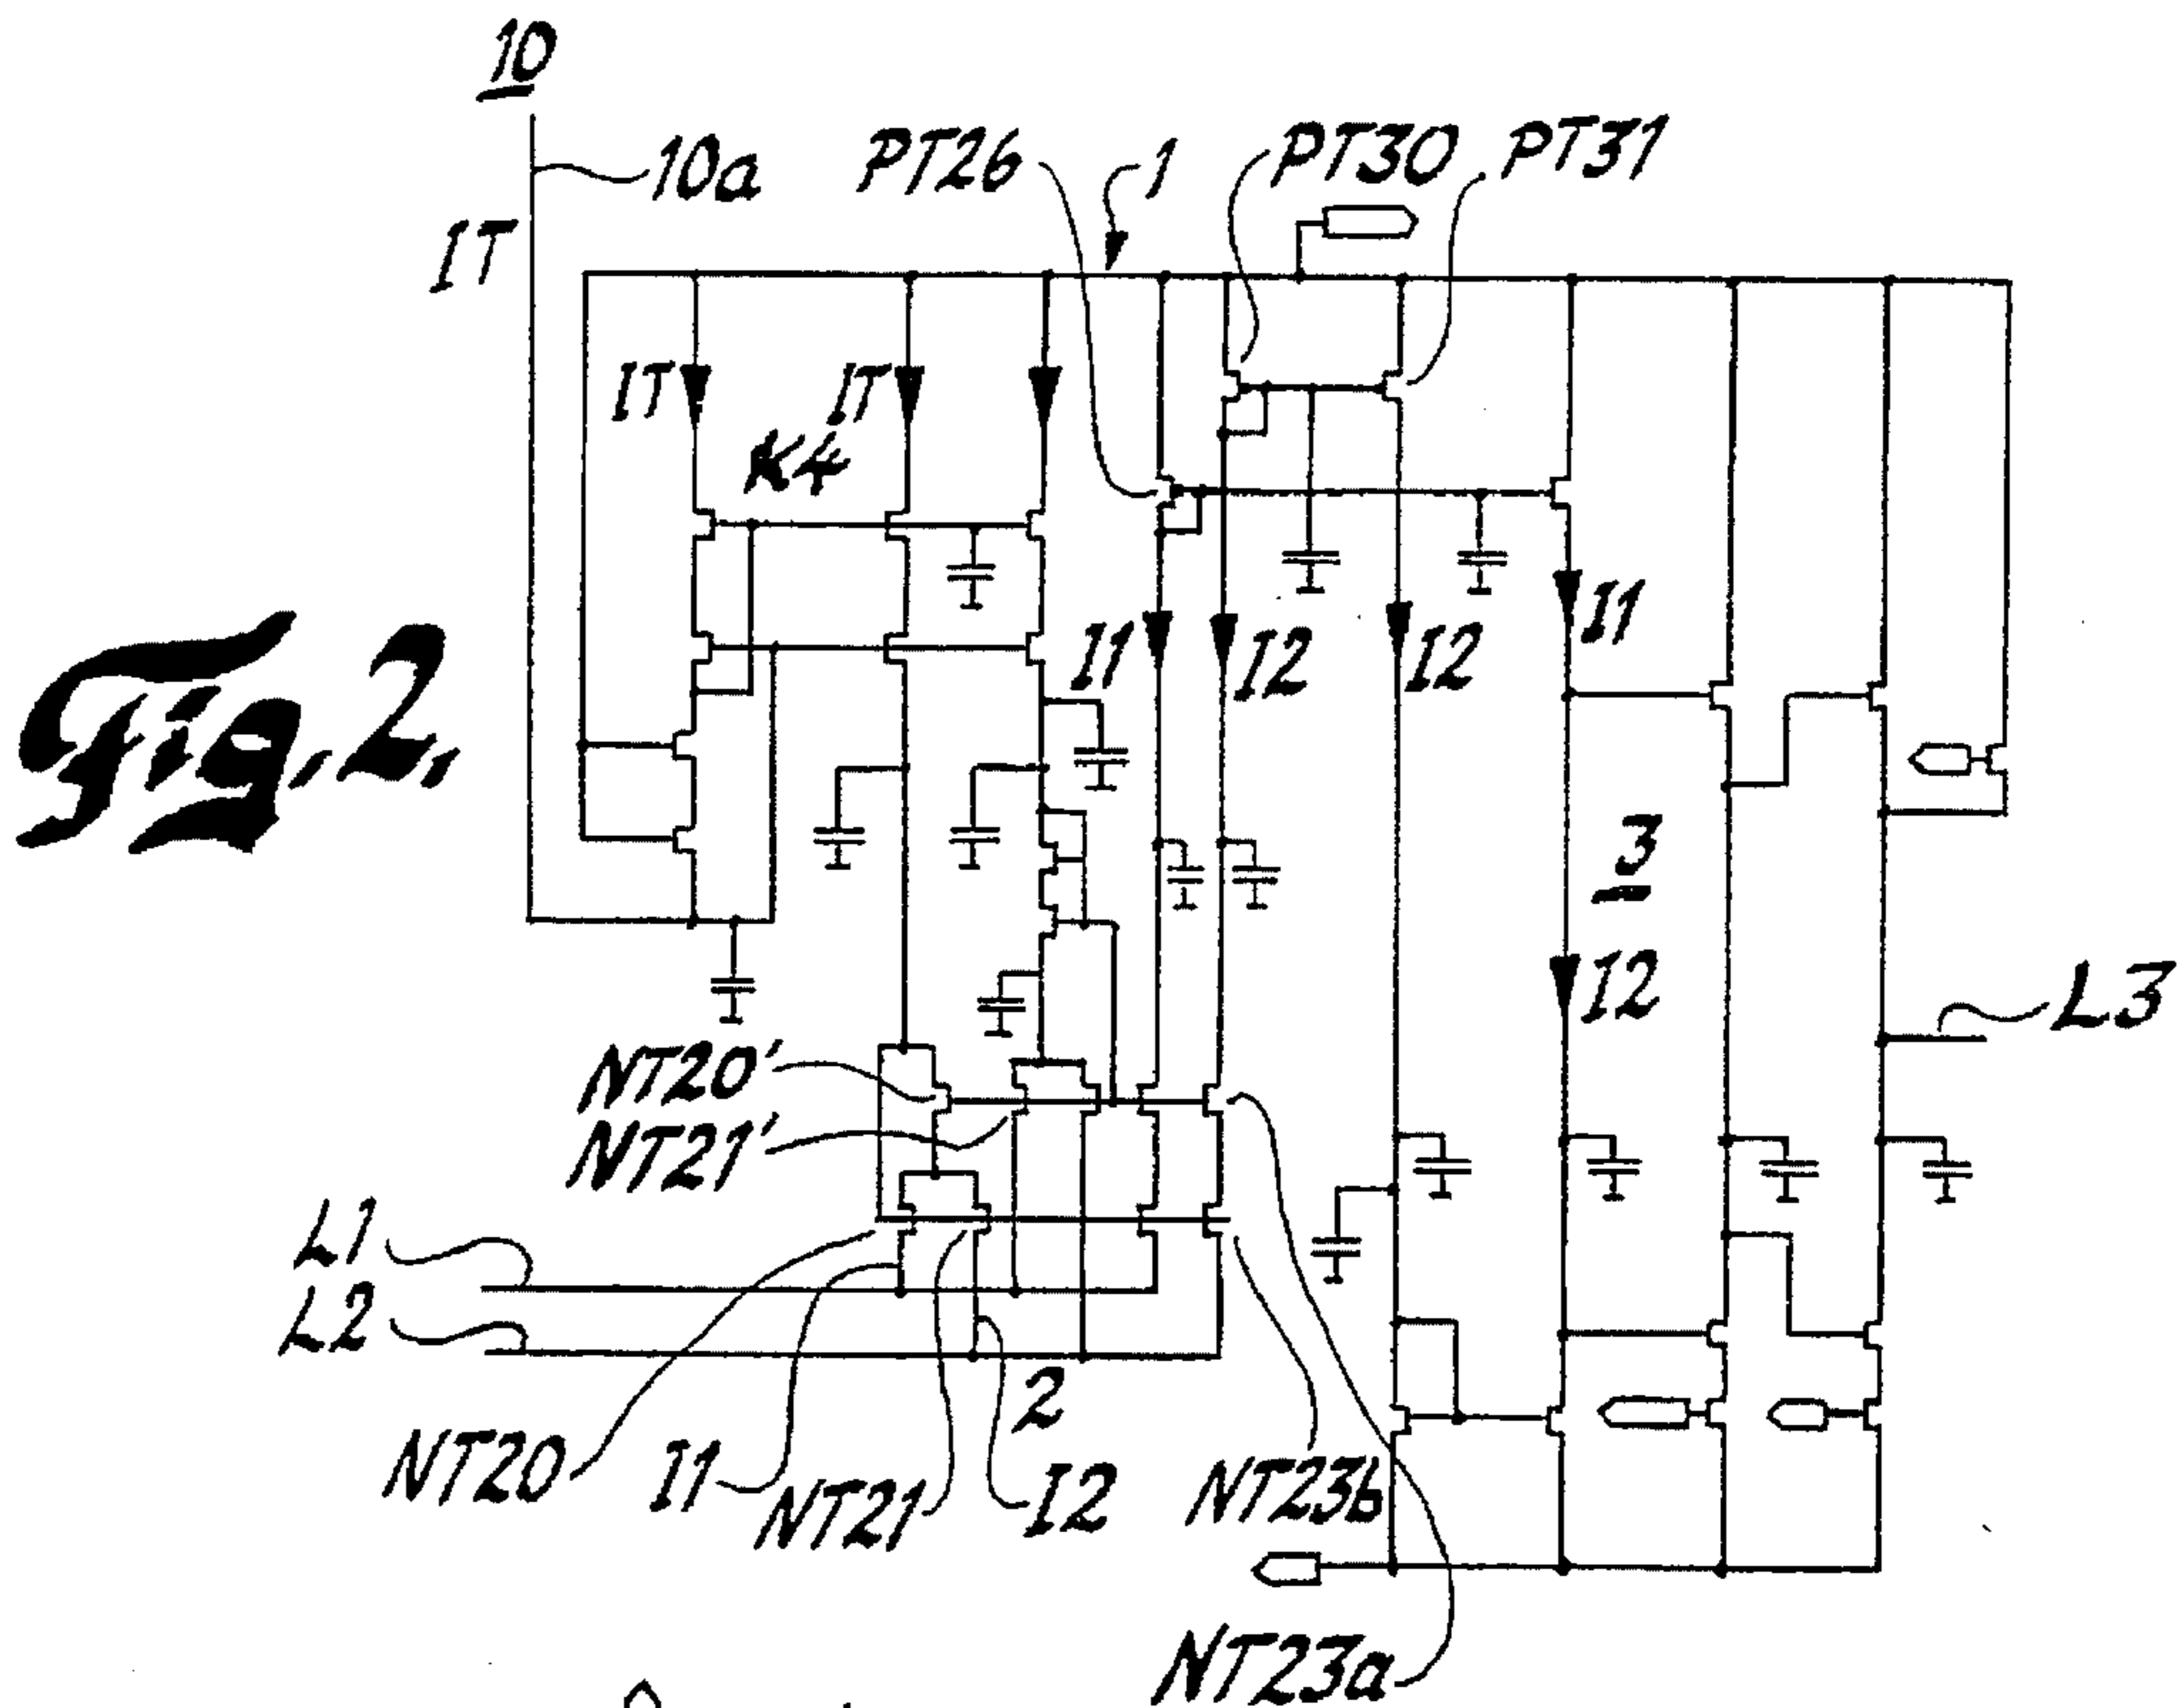 10
10a
PT26
1
PT30
PT31
IT
IT
IT
K4
I1
I2
I2
I1
Fig. 2.
3
I2
L3
NT20'
NT21'
L1
L2
2
NT20
I1
NT21
I2
NT23b
NT23a